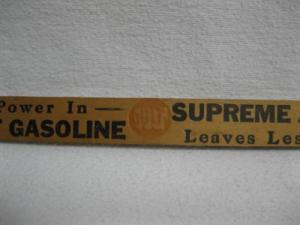 Power In —
GASOLINE
GULF
SUPREME
Leaves Les